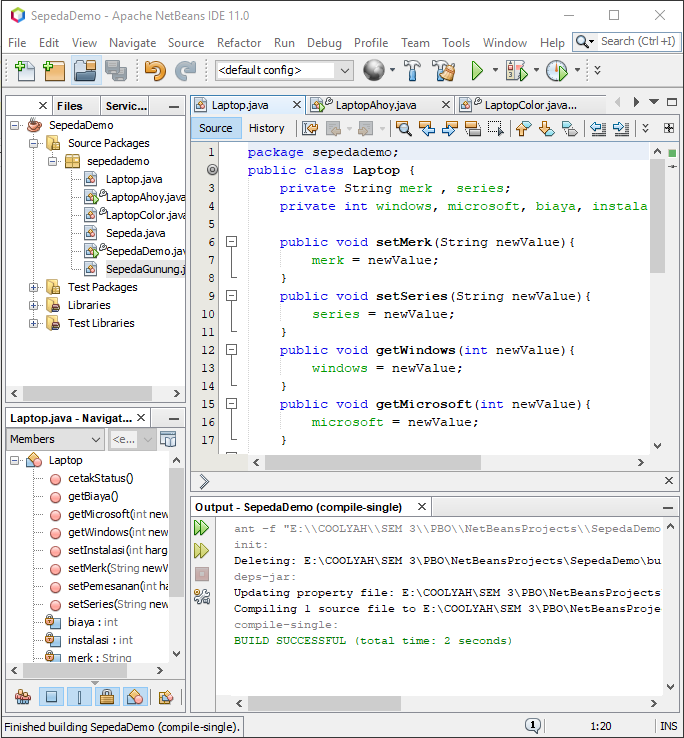 SepedaDemo - Apache NetBeans IDE 11.0
File Edit View Navigate Source Refactor Run Debug Profile Team Tools Window Help Search (Ctrl+I)
<default config>
Files Servic...
SepedaDemo
Source Packages
sepedademo
Laptop.java
LaptopAhoy.java
LaptopColor.java
Sepeda.java
SepedaDemo.java
SepedaGunung.j
Test Packages
Libraries
Test Libraries
Laptop.java - Navigat...
Members <e...
Laptop
cetakStatus()
getBiaya()
getMicrosoft(int new
getWindows(int new
setInstalasi(int harg
setMerk(String newV
setPemesanan(int ha
setSeries(String new
biaya : int
instalasi : int
merk : String
Laptop.java LaptopAhoy.java LaptopColor.java...
Source History
1 package sepedademo;
public class Laptop {
3 private String merk , series;
4 private int windows, microsoft, biaya, instala
5
6 public void setMerk(String newValue){
7 merk = newValue;
8 }
9 public void setSeries(String newValue){
10 series = newValue;
11 }
12 public void getWindows(int newValue){
13 windows = newValue;
14 }
15 public void getMicrosoft(int newValue){
16 microsoft = newValue;
17 }
Output - SepedaDemo (compile-single)
ant -f "E:\\COOLYAH\\SEM 3\\PBO\\NetBeansProjects\\SepedaDemo
init:
Deleting: E:\COOLYAH\SEM 3\PBO\NetBeansProjects\SepedaDemo\bu
deps-jar:
Updating property file: E:\COOLYAH\SEM 3\PBO\NetBeansProjects
Compiling 1 source file to E:\COOLYAH\SEM 3\PBO\NetBeansProje
compile-single:
BUILD SUCCESSFUL (total time: 2 seconds)
Finished building SepedaDemo (compile-single). 1 1:20 INS